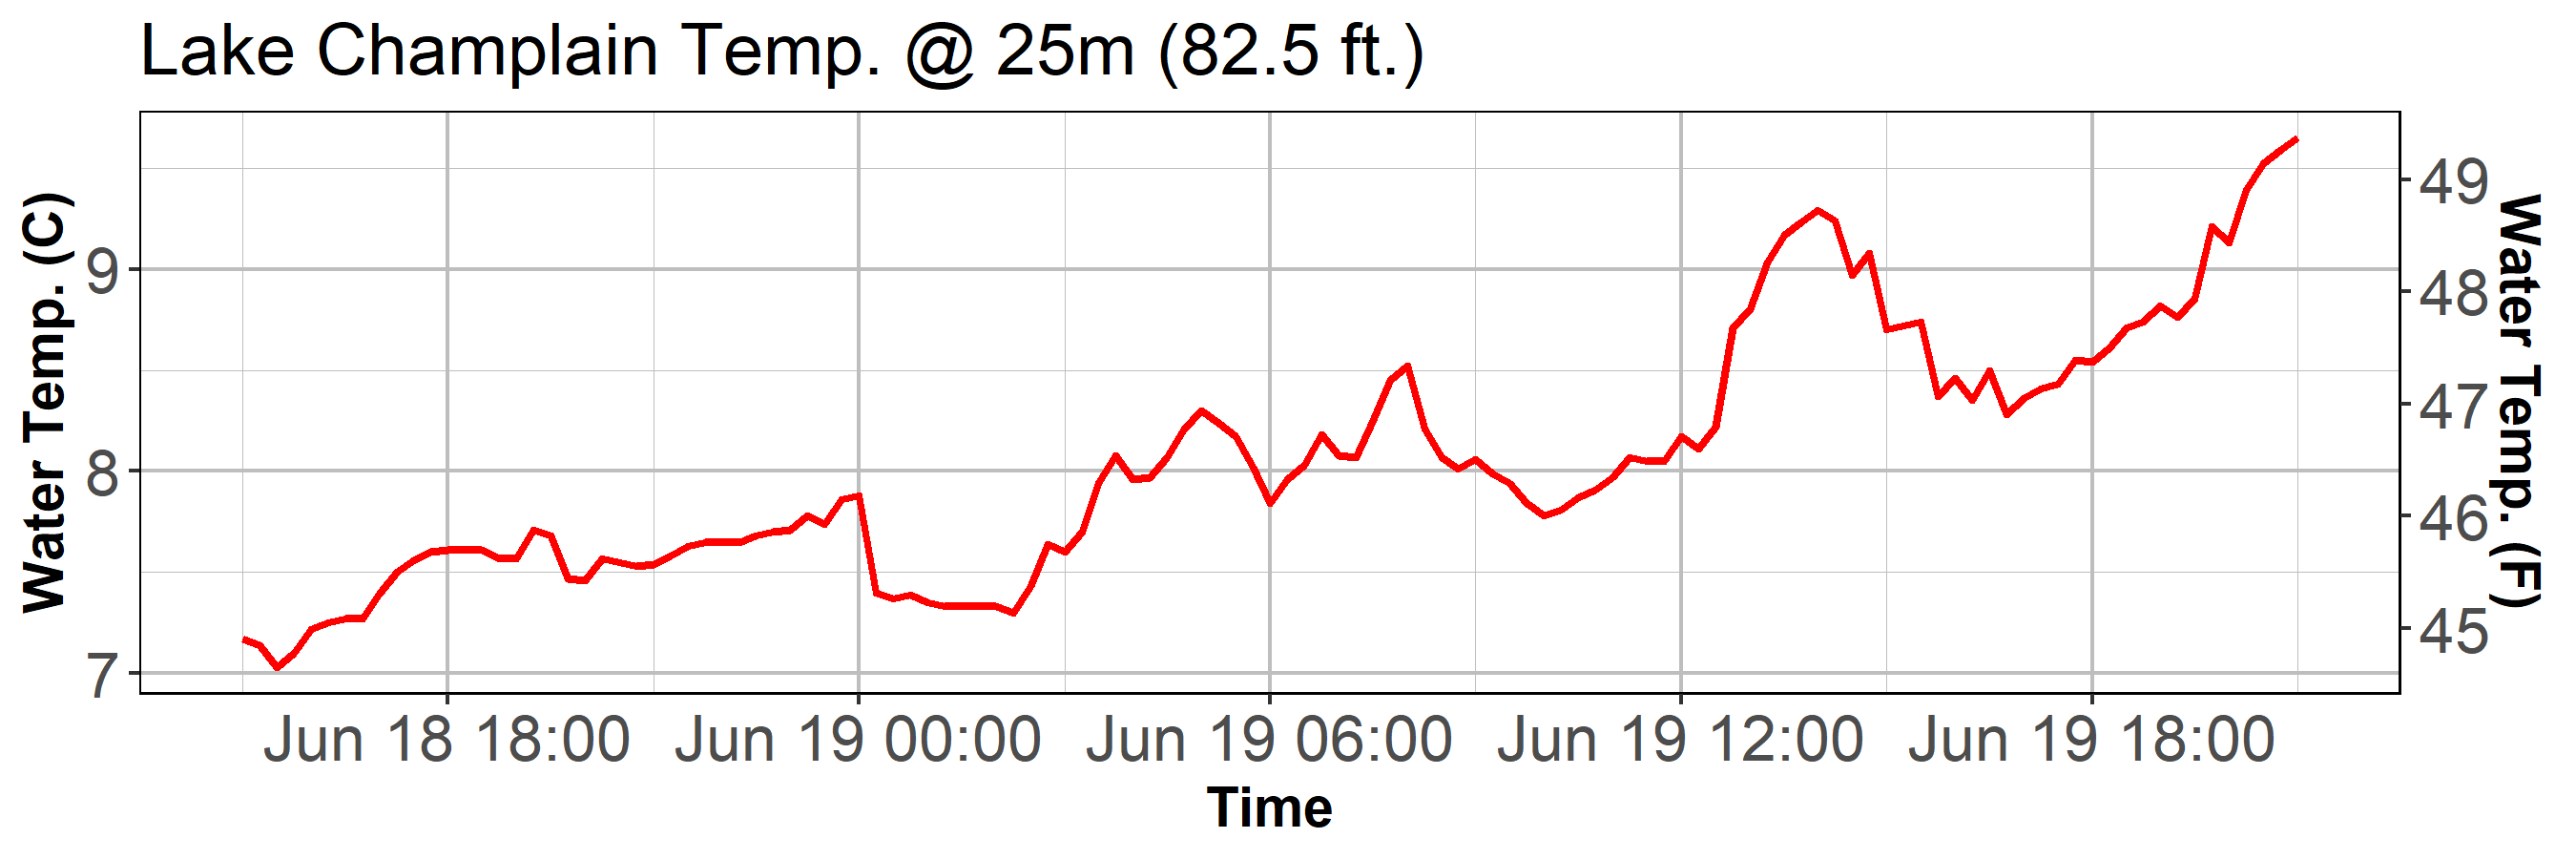 Lake Champlain Temp. @ 25m (82.5 ft.)
Water Temp. (C)
9
8
7
49
48
47
46
45
Water Temp. (F)
Jun 18 18:00 Jun 19 00:00 Jun 19 06:00 Jun 19 12:00 Jun 19 18:00
Time